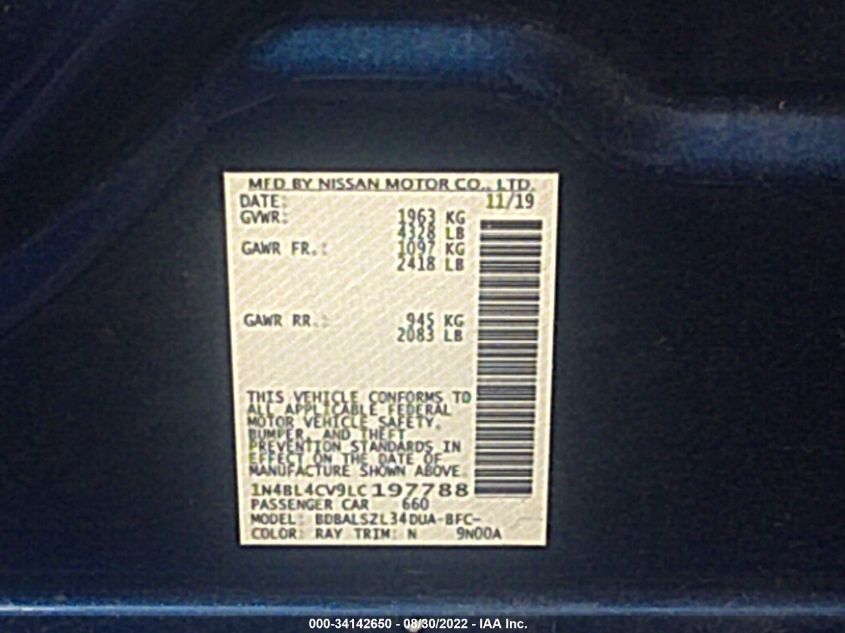 MFD BY NISSAN MOTOR CO., LTD.
DATE: 11/19
GVWR: 1963 KG
4328 LB
GAWR FR.: 1097 KG
2418 LB
GAWR RR.: 945 KG
2083 LB
THIS VEHICLE CONFORMS TO
ALL APPLICABLE FEDERAL
MOTOR VEHICLE SAFETY,
BUMPER, AND THEFT
PREVENTION STANDARDS IN
EFFECT ON THE DATE OF
MANUFACTURE SHOWN ABOVE.
1N4BL4CV9LC197788
PASSENGER CAR 660
MODEL: BDBALSZL34DUA-BFC-
COLOR: RAY TRIM: N 9N00A
000-34142650 - 08/30/2022 - IAA Inc.